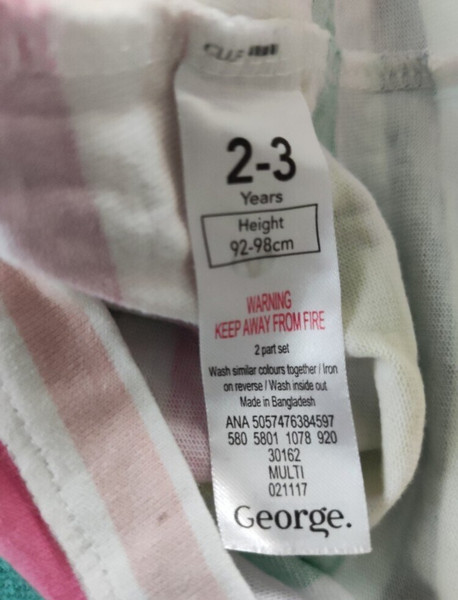 2-3
Years
Height
92-98cm
WARNING
KEEP AWAY FROM FIRE
2 part set
Wash similar colours together / Iron
on reverse / Wash inside out
Made in Bangladesh
ANA 5057476384597
580 5801 1078 920
30162
MULTI
021117
George.